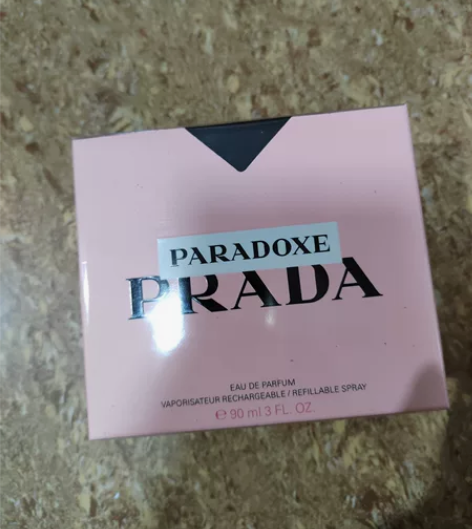 PARADOXE
PRADA
EAU DE PARFUM
VAPORISATEUR RECHARGEABLE / REFILLABLE SPRAY
℮ 90 ml 3 FL. OZ.